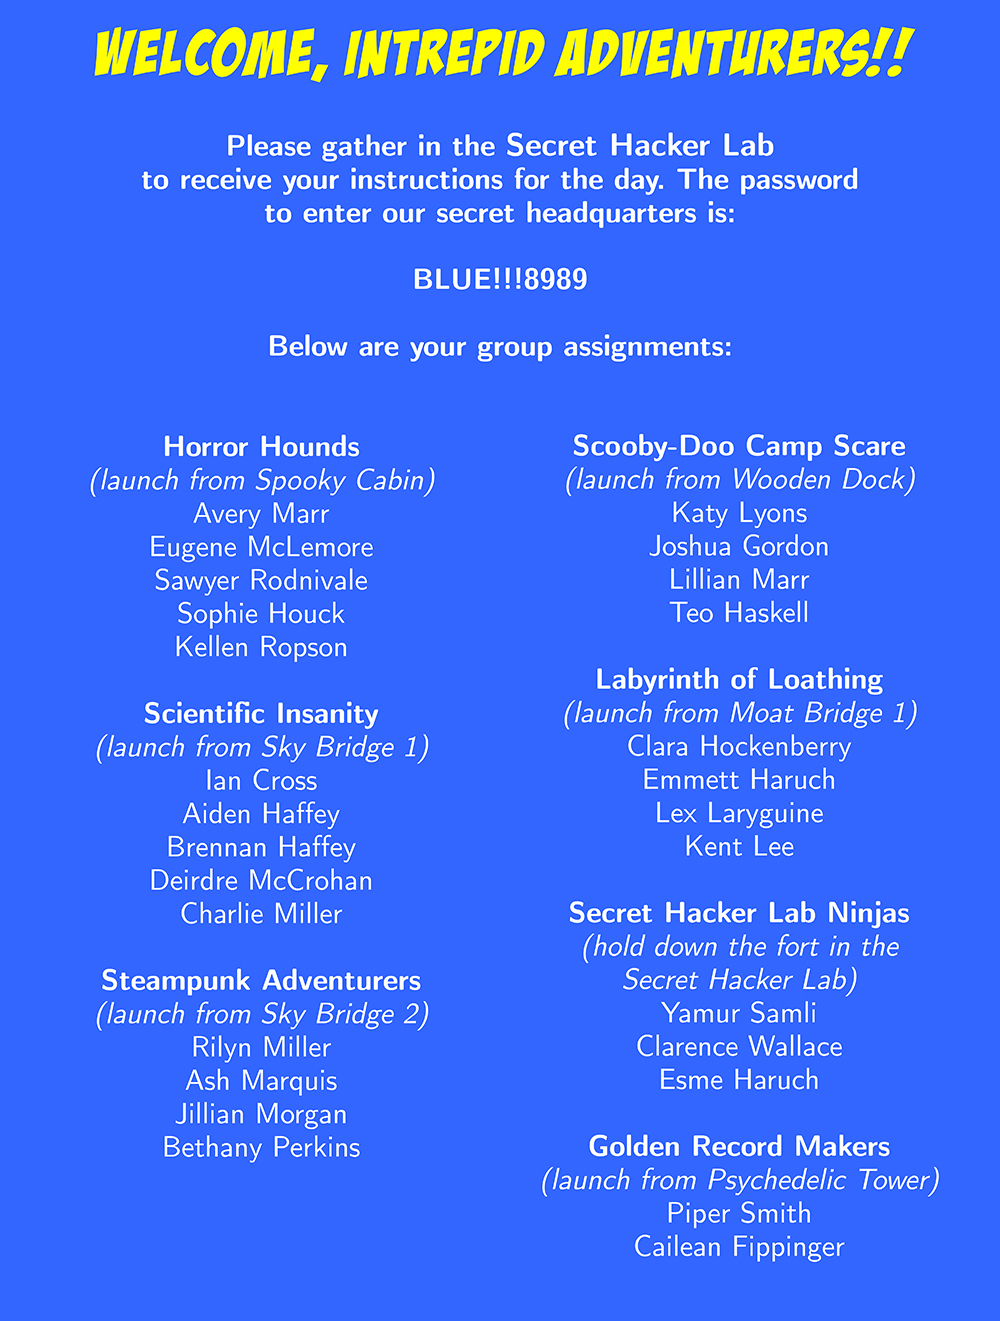 WELCOME, INTREPID ADVENTURERS!!
Please gather in the Secret Hacker Lab
to receive your instructions for the day. The password
to enter our secret headquarters is:
BLUE!!!8989
Below are your group assignments:
Horror Hounds
(launch from Spooky Cabin)
Avery Marr
Eugene McLemore
Sawyer Rodnivale
Sophie Houck
Kellen Ropson
Scientific Insanity
(launch from Sky Bridge 1)
Ian Cross
Aiden Haffey
Brennan Haffey
Deirdre McCrohan
Charlie Miller
Steampunk Adventurers
(launch from Sky Bridge 2)
Rilyn Miller
Ash Marquis
Jillian Morgan
Bethany Perkins
Scooby-Doo Camp Scare
(launch from Wooden Dock)
Katy Lyons
Joshua Gordon
Lillian Marr
Teo Haskell
Labyrinth of Loathing
(launch from Moat Bridge 1)
Clara Hockenberry
Emmett Haruch
Lex Laryguine
Kent Lee
Secret Hacker Lab Ninjas
(hold down the fort in the
Secret Hacker Lab)
Yamur Samli
Clarence Wallace
Esme Haruch
Golden Record Makers
(launch from Psychedelic Tower)
Piper Smith
Cailean Fippinger